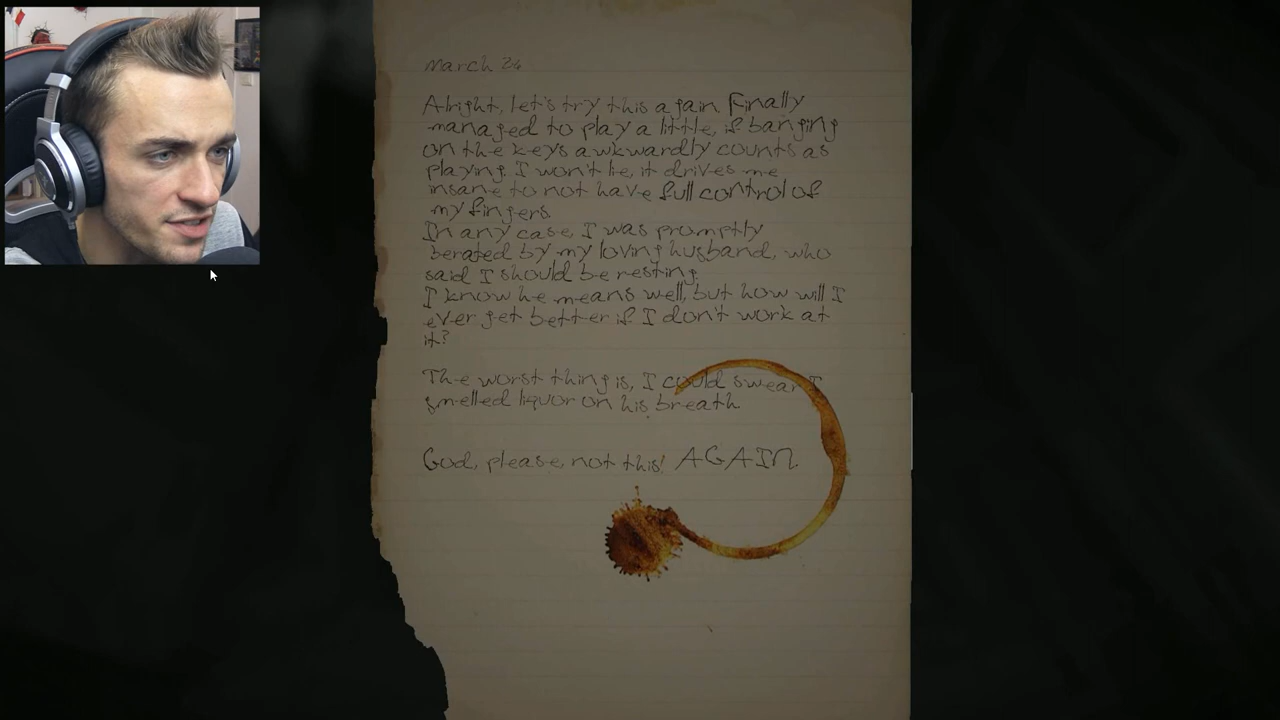 march 24
Alright, let's try this again. Finally
managed to play a little, if banging
on the keys awkwardly counts as
playing. I won't lie, it drives me
insane to not have full control of
my fingers.
In any case, I was promptly
berated by my loving husband, who
said I should be resting.
I know he means well, but how will I
ever get better if I don't work at
it?
The worst thing is, I could swear I
smelled liquor on his breath.
God, please, not this! AGAIN.